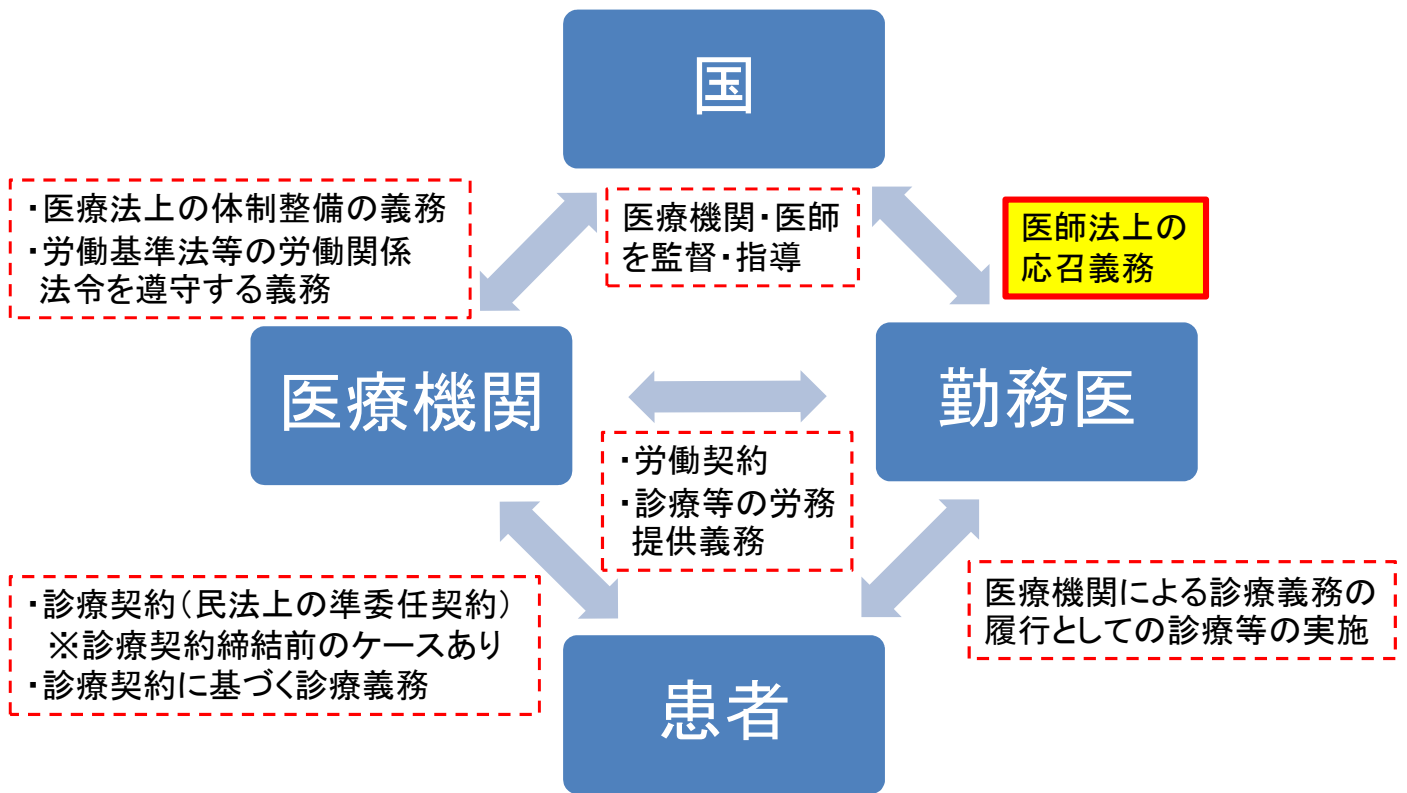 国
・医療法上の体制整備の義務
・労働基準法等の労働関係
法令を遵守する義務
医療機関・医師
を監督・指導
医師法上の
応召義務
医療機関
勤務医
・労働契約
・診療等の労務
提供義務
・診療契約(民法上の準委任契約)
※診療契約締結前のケースあり
・診療契約に基づく診療義務
医療機関による診療義務の
履行としての診療等の実施
患者